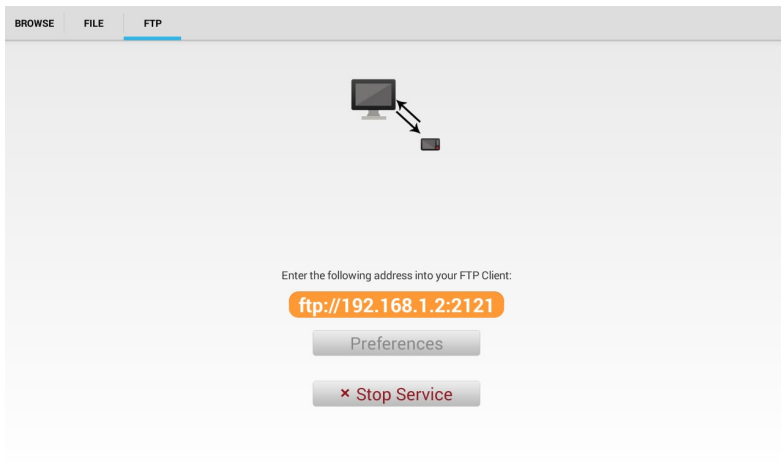 BROWSE FILE FTP
Enter the following address into your FTP Client:
ftp://192.168.1.2:2121
Preferences
× Stop Service